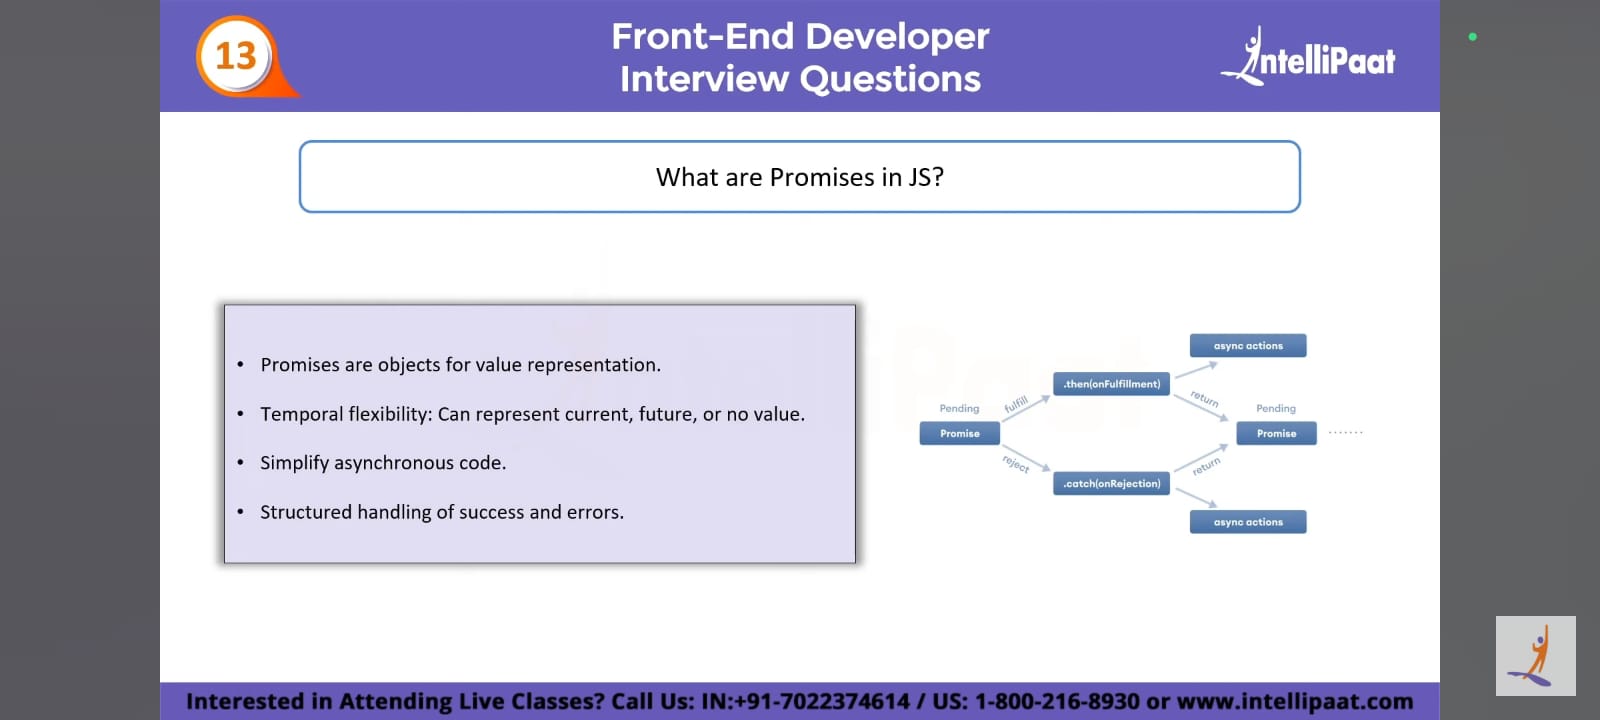 13
Front-End Developer
Interview Questions
IntelliPaat
What are Promises in JS?
• Promises are objects for value representation.
• Temporal flexibility: Can represent current, future, or no value.
• Simplify asynchronous code.
• Structured handling of success and errors.
async actions
.then(onFulfillment)
fulfill
return
Pending
Promise
Pending
Promise
.......
reject
return
.catch(onRejection)
async actions
Interested in Attending Live Classes? Call Us: IN:+91-7022374614 / US: 1-800-216-8930 or www.intellipaat.com